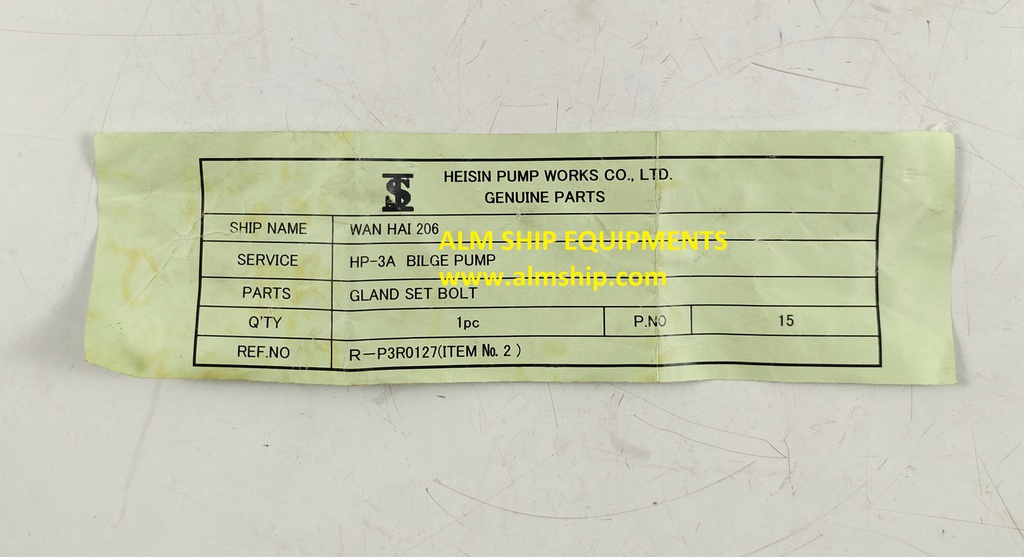 HEISIN PUMP WORKS CO., LTD.
GENUINE PARTS
SHIP NAME WAN HAI 206
ALM SHIP EQUIPMENTS
SERVICE HP-3A BILGE PUMP
www.almship.com
PARTS GLAND SET BOLT
Q'TY 1pc P.NO 15
REF.NO R-P3R0127(ITEM No. 2)